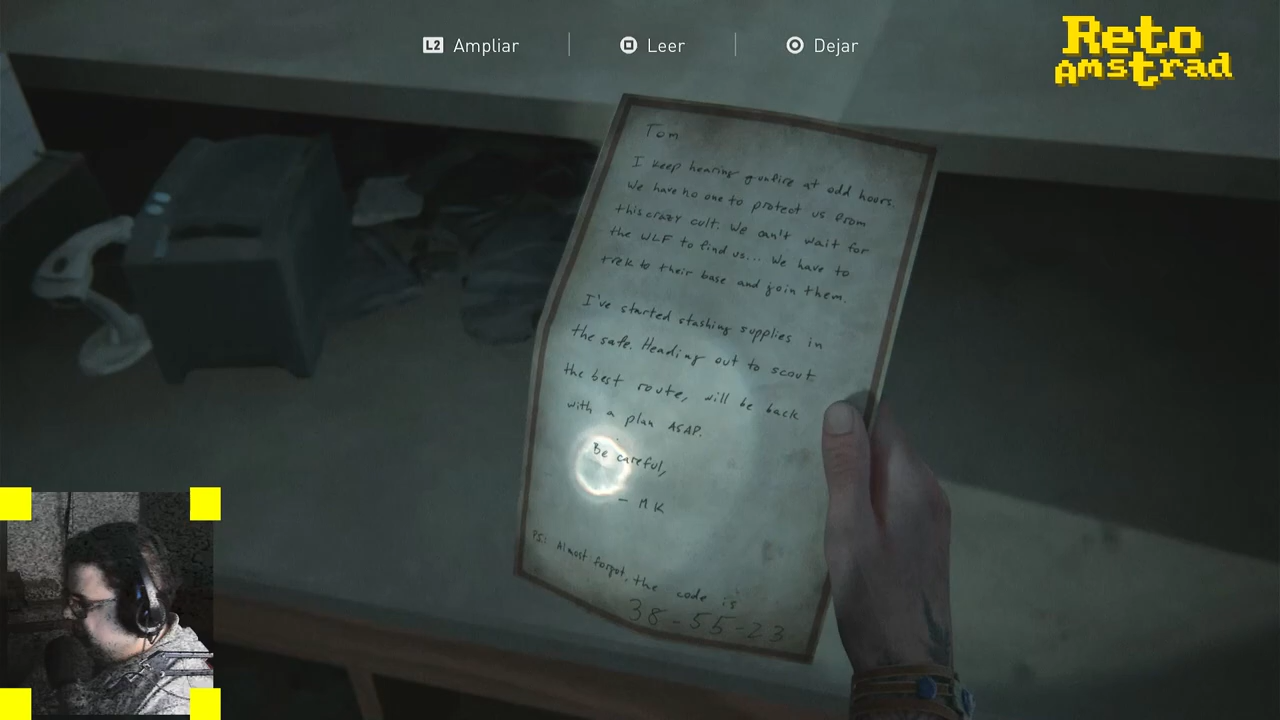 L2 Ampliar
Leer
Dejar
Reto
Amstrad
Tom
I keep hearing gunfire at odd hours.
We have no one to protect us from
this crazy cult. We can't wait for
the WLF to find us... We have to
trek to their base and join them.
I've started stashing supplies in
the safe. Heading out to scout
the best route, will be back
with a plan ASAP.
Be careful,
- MK
PS.: Almost forgot, the code is
38-55-23